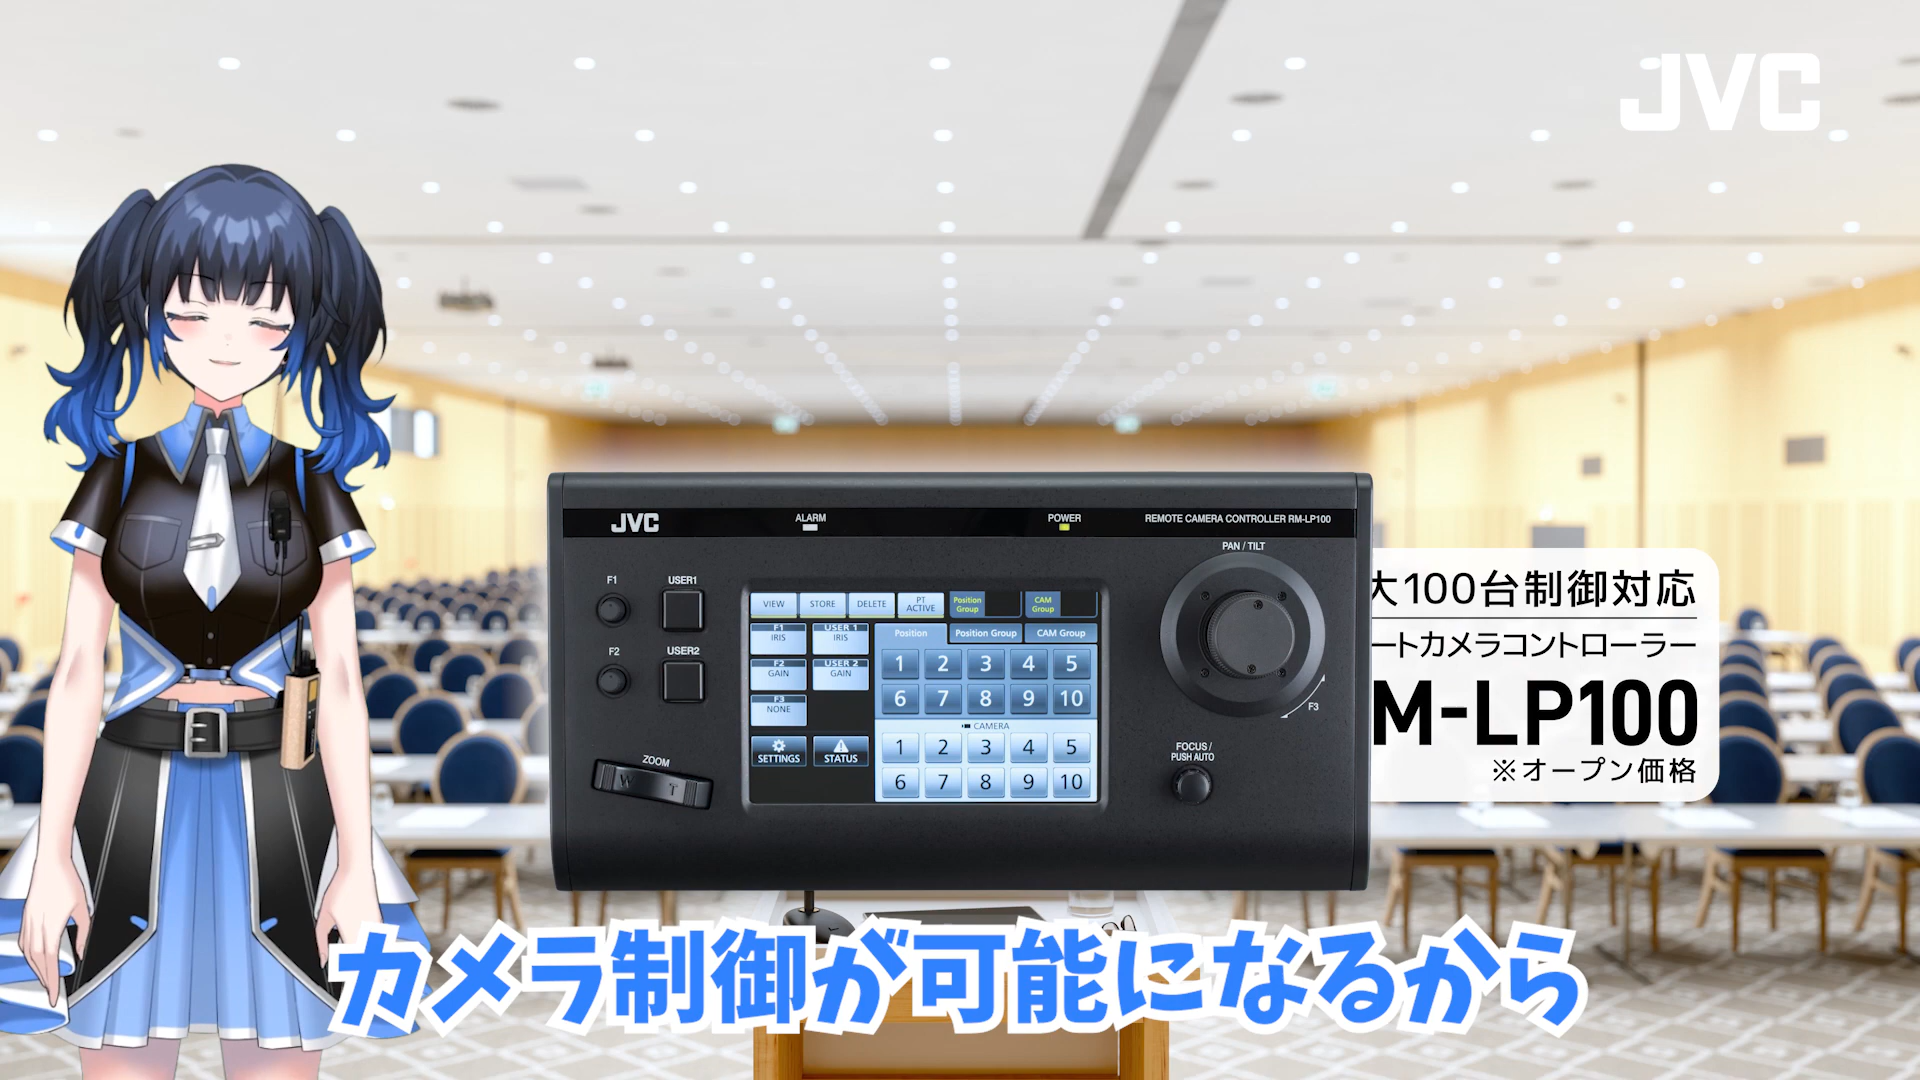 JVC
JVC
ALARM
POWER
REMOTE CAMERA CONTROLLER RM-LP100
PAN / TILT
F1
USER1
F2
USER2
ZOOM
W
T
VIEW
STORE
DELETE
PT ACTIVE
Position Group
CAM Group
F1
IRIS
USER 1
IRIS
F2
GAIN
USER 2
GAIN
F3
NONE
SETTINGS
STATUS
Position
Position Group
CAM Group
1 2 3 4 5
6 7 8 9 10
CAMERA
1 2 3 4 5
6 7 8 9 10
F3
FOCUS /
PUSH AUTO
大100台制御対応
ートカメラコントローラー
M-LP100
※オープン価格
カメラ制御が可能になるから